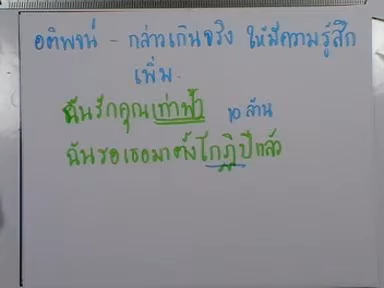 อติพจน์ - กล่าวเกินจริง ให้มีความรู้สึก
เพิ่ม.
ฉันรักคุณเท่าฟ้า 10 ล้าน
ฉันรอเธอมาตั้งโกฏิปีแล้ว